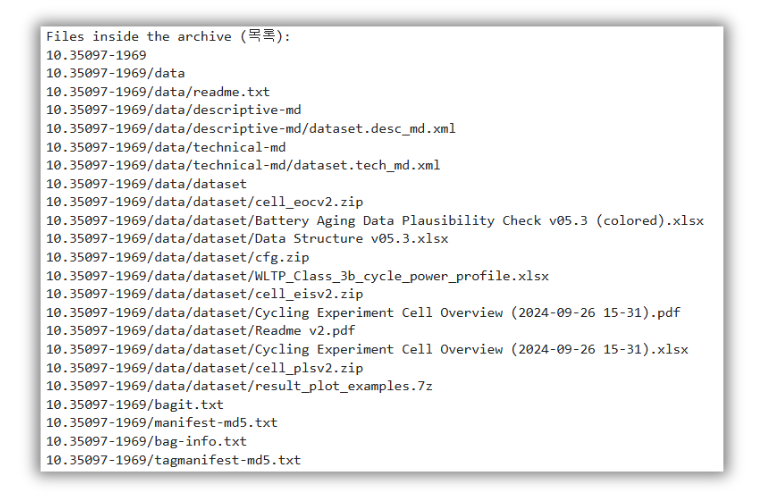 Files inside the archive (목록):
10.35097-1969
10.35097-1969/data
10.35097-1969/data/readme.txt
10.35097-1969/data/descriptive-md
10.35097-1969/data/descriptive-md/dataset.desc_md.xml
10.35097-1969/data/technical-md
10.35097-1969/data/technical-md/dataset.tech_md.xml
10.35097-1969/data/dataset
10.35097-1969/data/dataset/cell_eocv2.zip
10.35097-1969/data/dataset/Battery Aging Data Plausibility Check v05.3 (colored).xlsx
10.35097-1969/data/dataset/Data Structure v05.3.xlsx
10.35097-1969/data/dataset/cfg.zip
10.35097-1969/data/dataset/WLTP_Class_3b_cycle_power_profile.xlsx
10.35097-1969/data/dataset/cell_eisv2.zip
10.35097-1969/data/dataset/Cycling Experiment Cell Overview (2024-09-26 15-31).pdf
10.35097-1969/data/dataset/Readme v2.pdf
10.35097-1969/data/dataset/Cycling Experiment Cell Overview (2024-09-26 15-31).xlsx
10.35097-1969/data/dataset/cell_plsv2.zip
10.35097-1969/data/dataset/result_plot_examples.7z
10.35097-1969/bagit.txt
10.35097-1969/manifest-md5.txt
10.35097-1969/bag-info.txt
10.35097-1969/tagmanifest-md5.txt